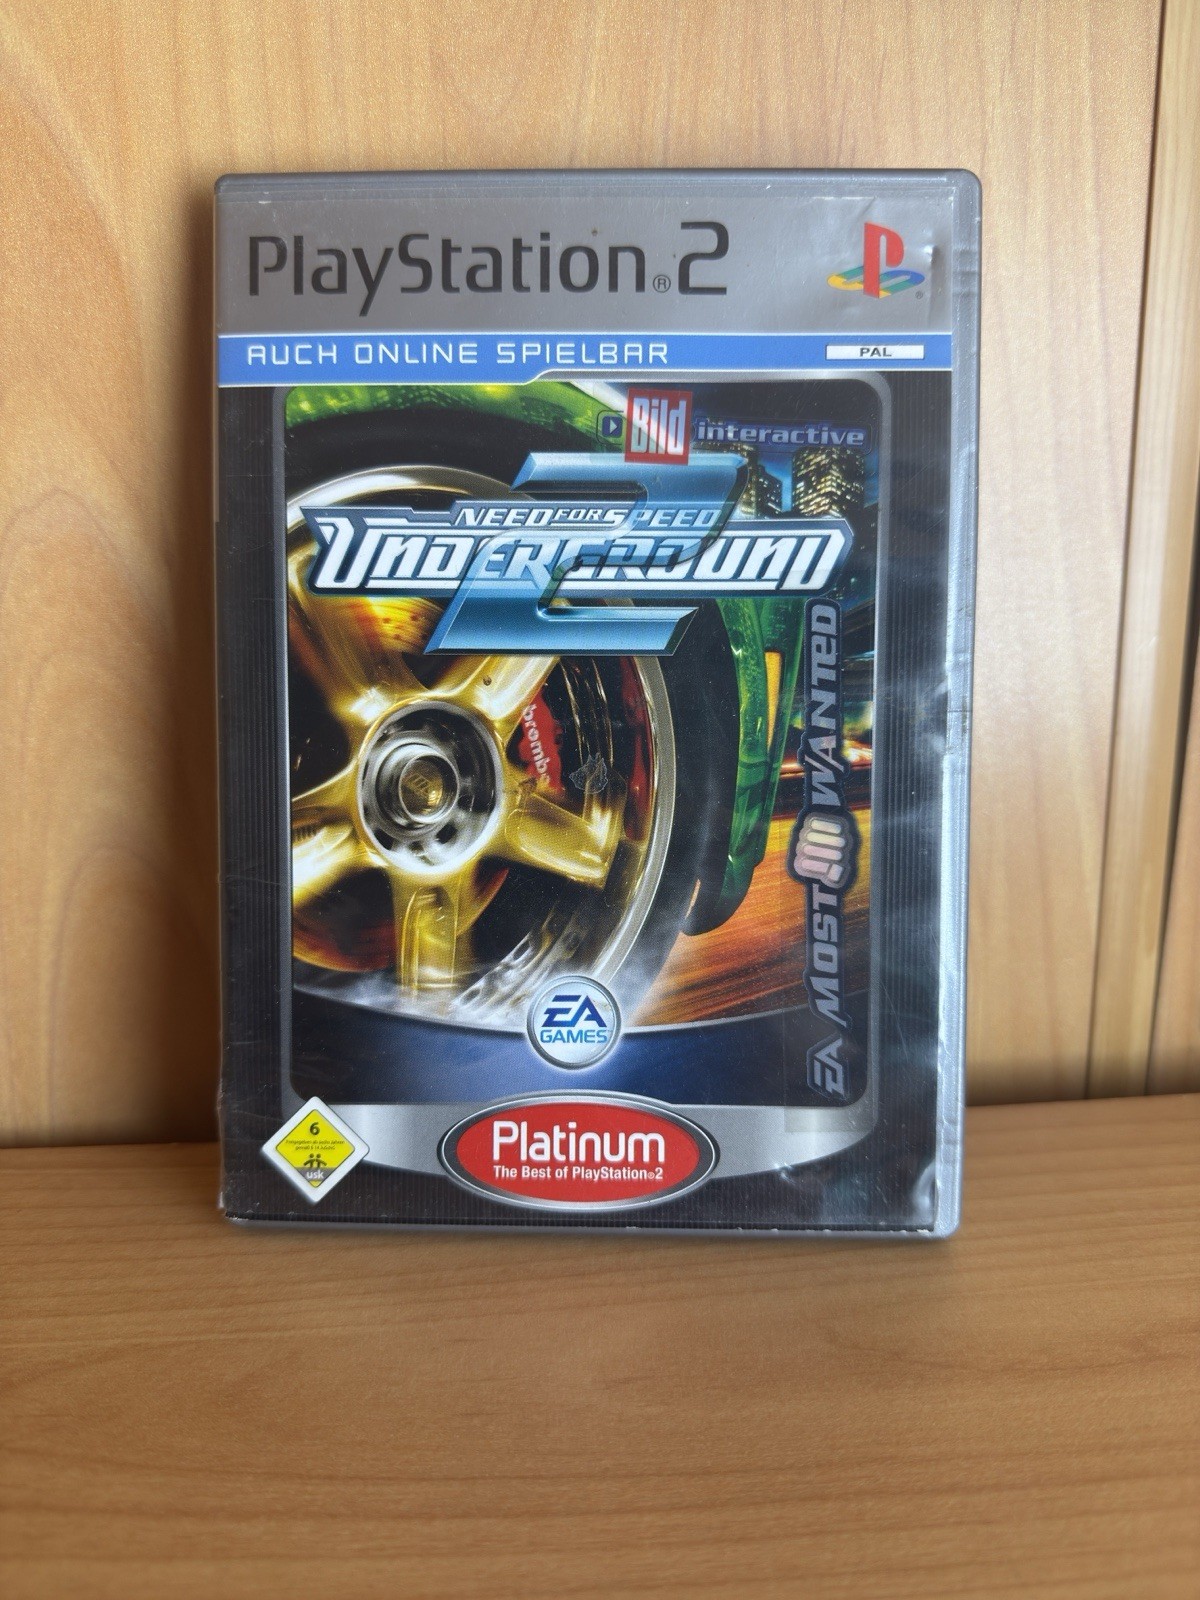 PlayStation®2
AUCH ONLINE SPIELBAR
PAL
Bild interactive
NEED FOR SPEED
UNDERGROUND
2
brembo
EA MOST WANTED
EA
GAMES
6
usk
Platinum
The Best of PlayStation®2